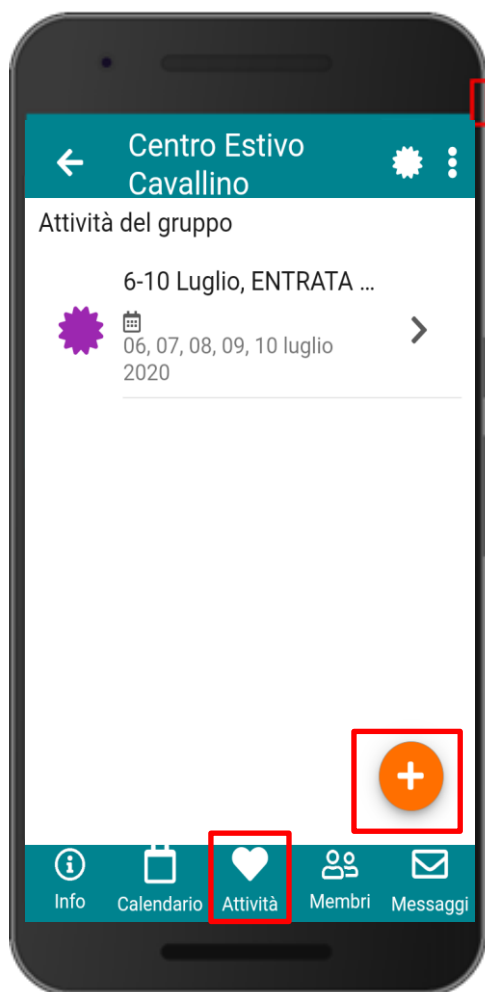 Centro Estivo
Cavallino
Attività del gruppo
6-10 Luglio, ENTRATA ...
06, 07, 08, 09, 10 luglio
2020
Info
Calendario
Attività
Membri
Messaggi